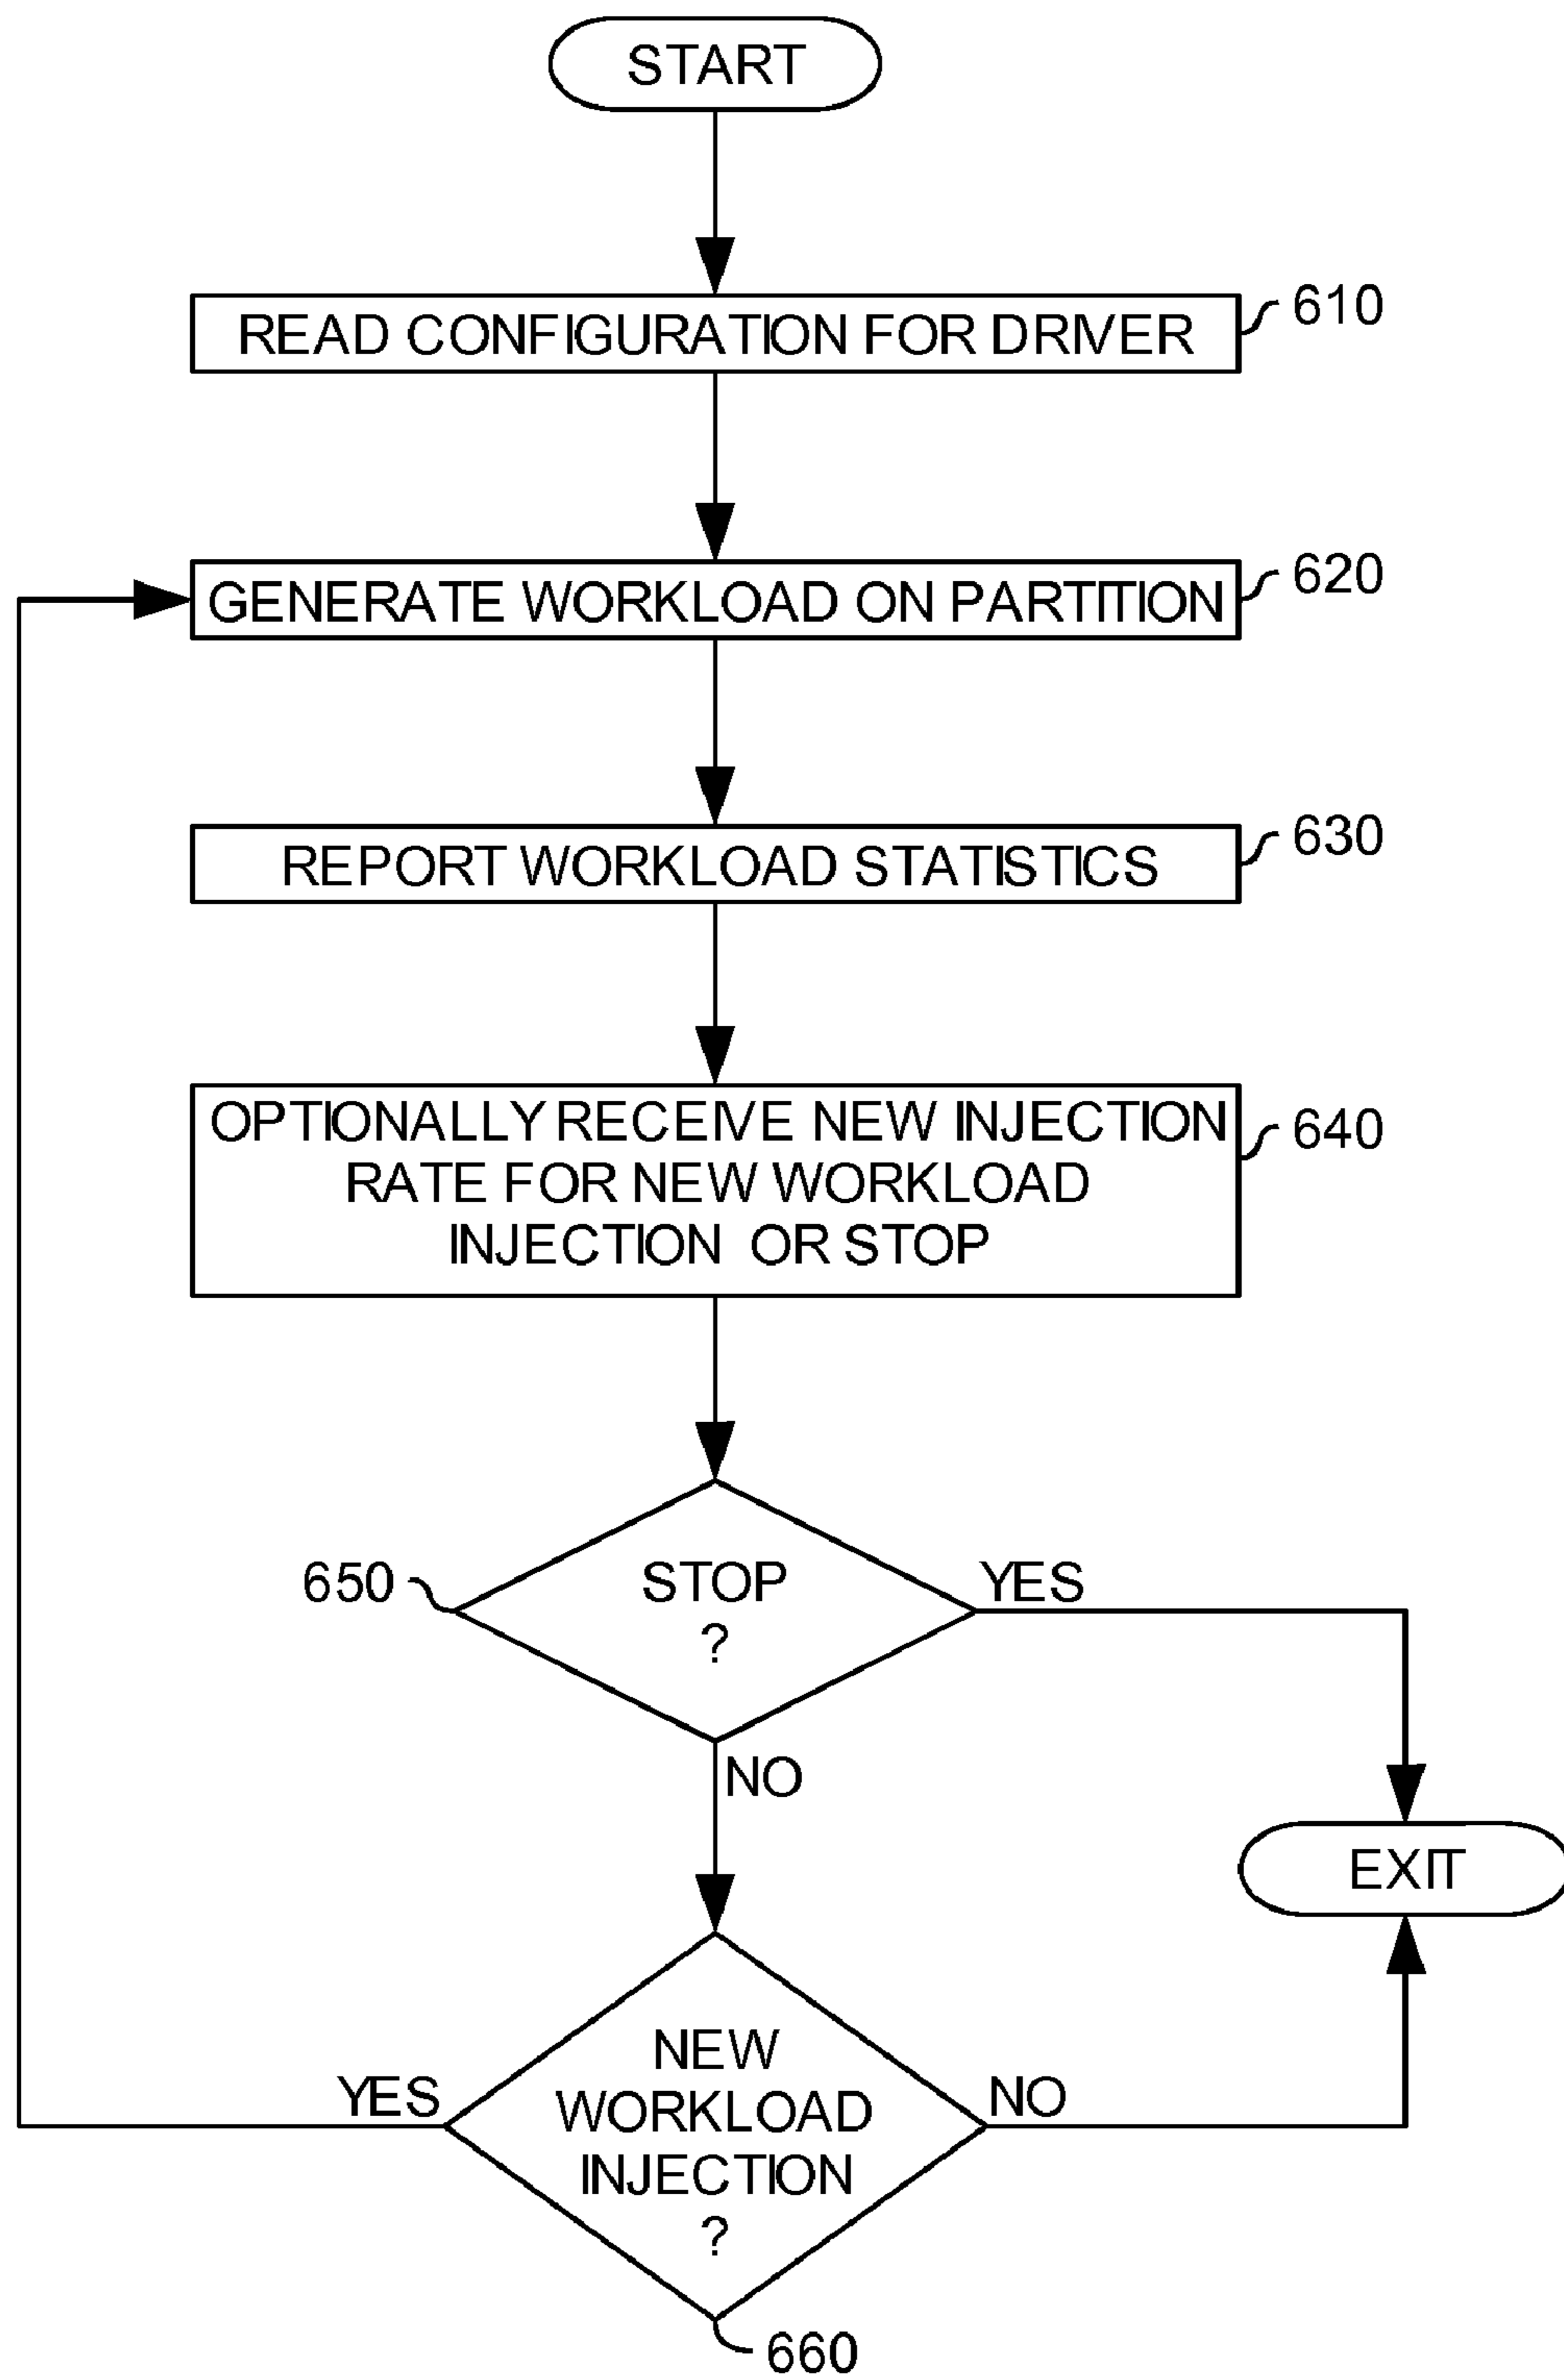 START
READ CONFIGURATION FOR DRIVER
610
GENERATE WORKLOAD ON PARTITION
620
REPORT WORKLOAD STATISTICS
630
OPTIONALLY RECEIVE NEW INJECTION
RATE FOR NEW WORKLOAD
INJECTION OR STOP
640
650
STOP
?
YES
NO
EXIT
YES
NEW
WORKLOAD
INJECTION
?
NO
660